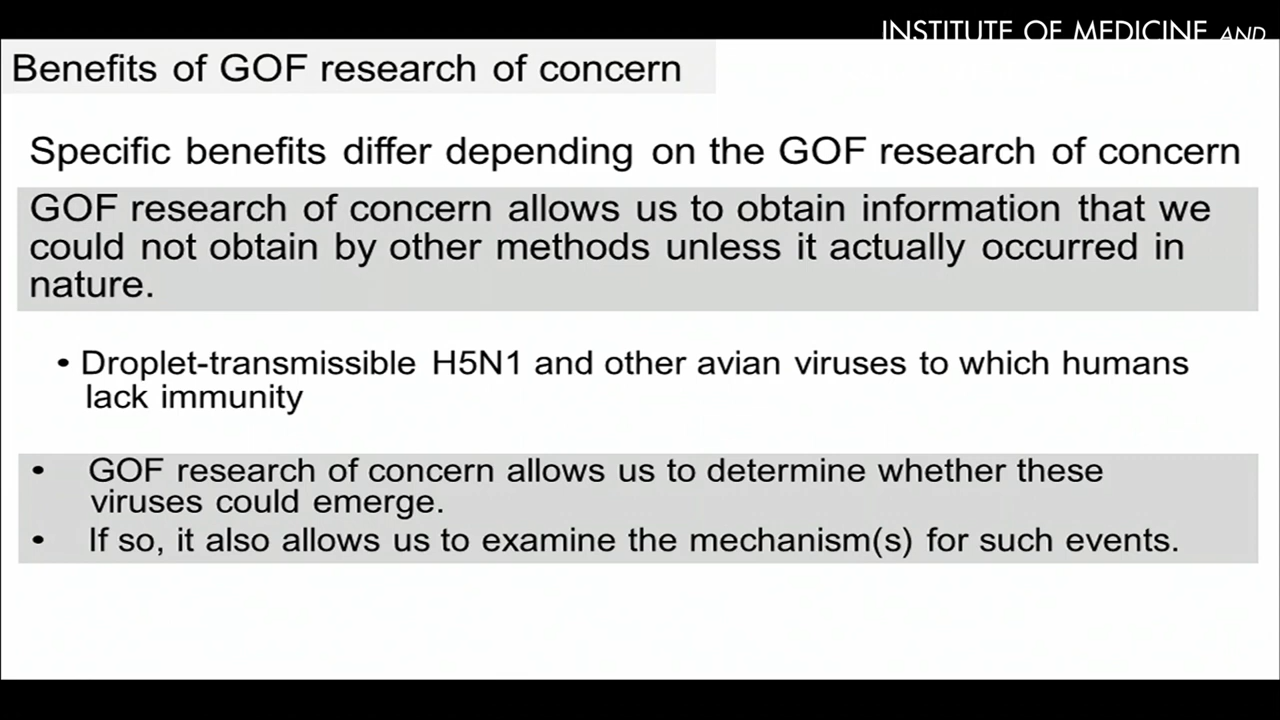 INSTITUTE OF MEDICINE AND
Benefits of GOF research of concern
Specific benefits differ depending on the GOF research of concern
GOF research of concern allows us to obtain information that we
could not obtain by other methods unless it actually occurred in
nature.
• Droplet-transmissible H5N1 and other avian viruses to which humans
lack immunity
• GOF research of concern allows us to determine whether these
viruses could emerge.
• If so, it also allows us to examine the mechanism(s) for such events.